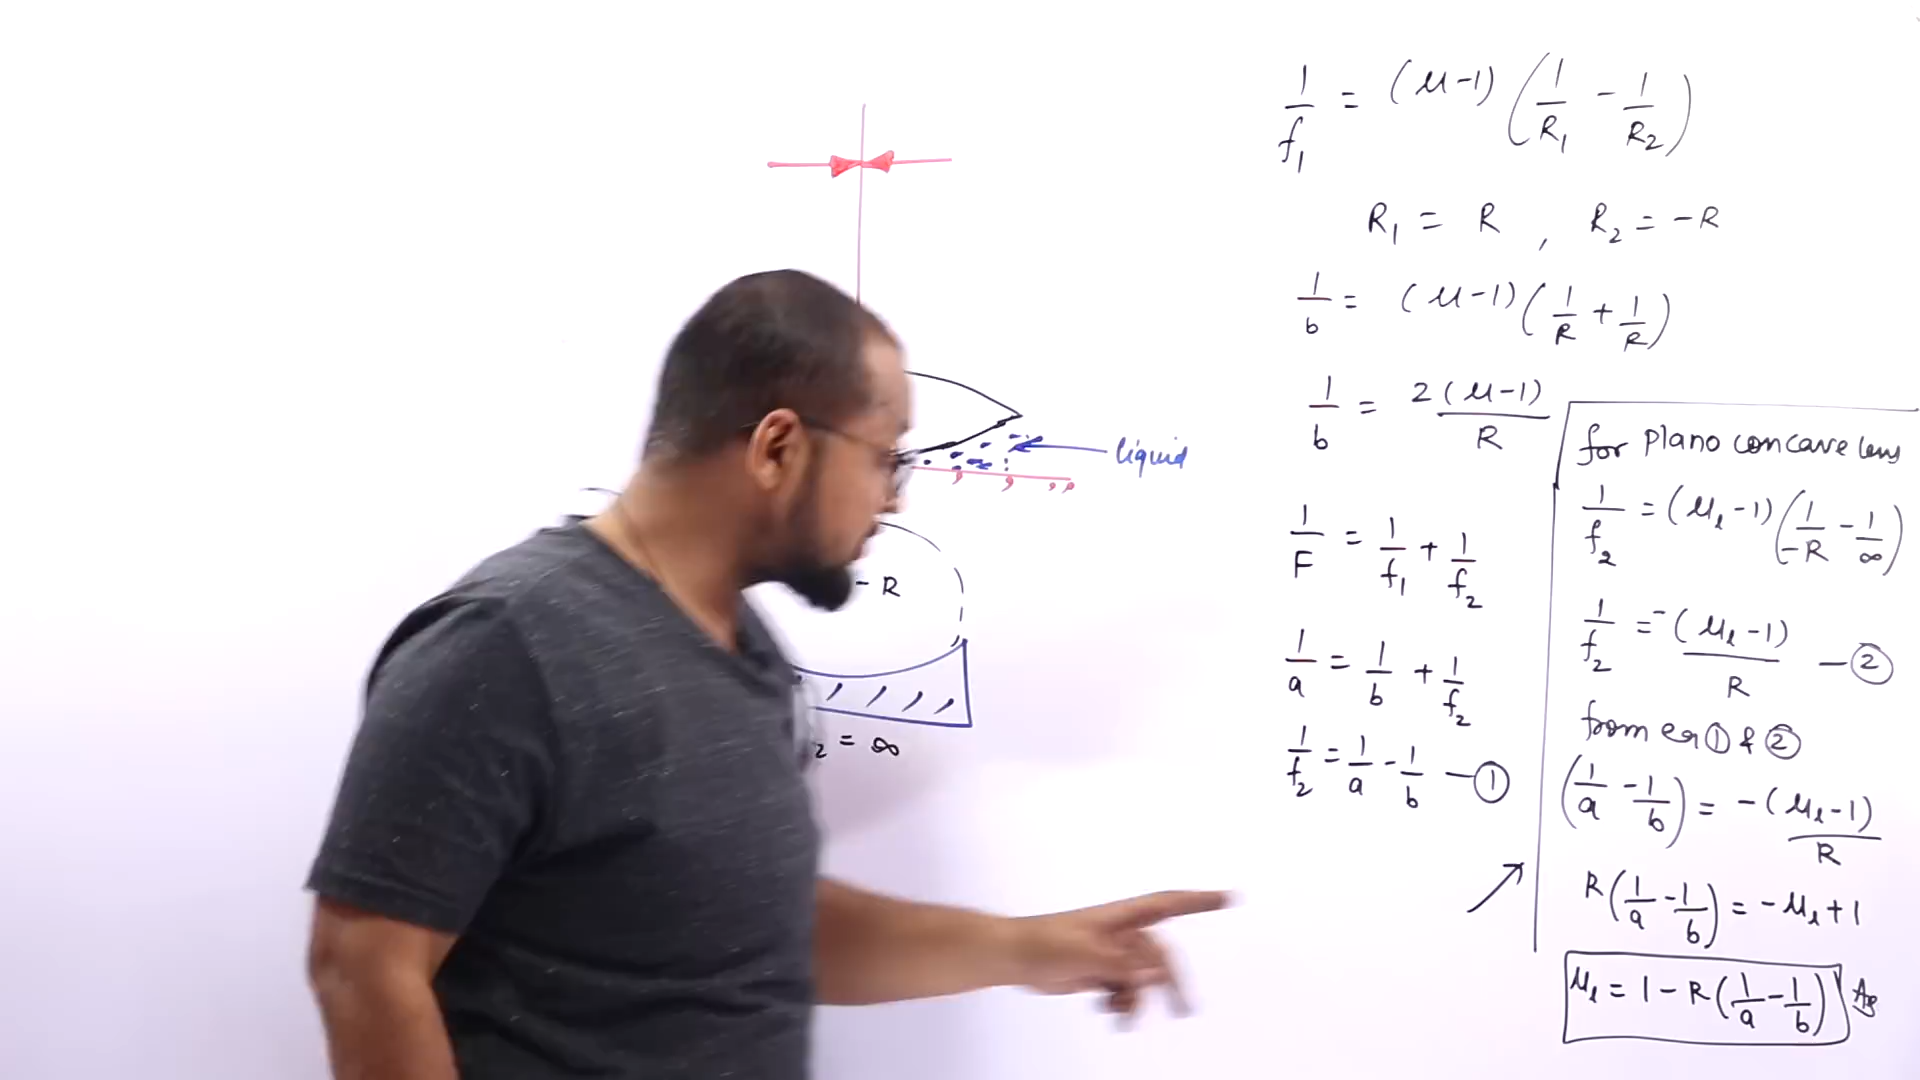 1/f₁ = (μ-1) (1/R₁ - 1/R₂)
R₁ = R , R₂ = -R
1/b = (μ-1) (1/R + 1/R)
1/b = 2(μ-1)/R
1/F = 1/f₁ + 1/f₂
1/a = 1/b + 1/f₂
1/f₂ = 1/a - 1/b - ①
liquid
- R
₂ = ∞
for plano concave lens
1/f₂ = (μₗ-1) (1/-R - 1/∞)
1/f₂ = -(μₗ-1)/R - ②
from eq ① & ②
(1/a - 1/b) = -(μₗ-1)/R
R(1/a - 1/b) = -μₗ+1
μₗ = 1 - R(1/a - 1/b)